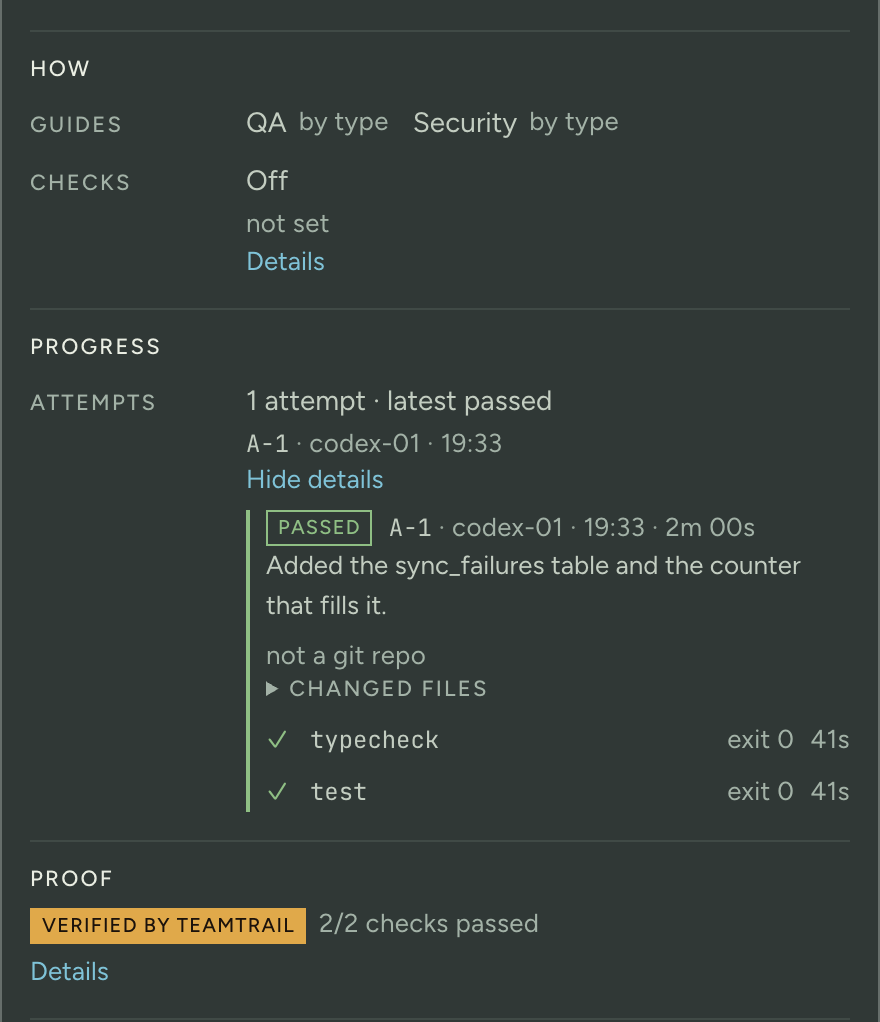 HOW
GUIDES QA by type Security by type
CHECKS Off
not set
Details
PROGRESS
ATTEMPTS 1 attempt · latest passed
A-1 · codex-01 · 19:33
Hide details
PASSED A-1 · codex-01 · 19:33 · 2m 00s
Added the sync_failures table and the counter
that fills it.
not a git repo
▶ CHANGED FILES
✓ typecheck exit 0 41s
✓ test exit 0 41s
PROOF
VERIFIED BY TEAMTRAIL 2/2 checks passed
Details